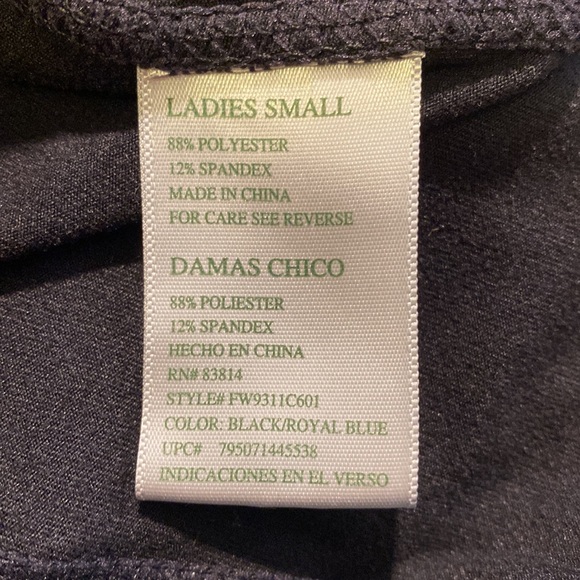 LADIES SMALL
88% POLYESTER
12% SPANDEX
MADE IN CHINA
FOR CARE SEE REVERSE
DAMAS CHICO
88% POLIESTER
12% SPANDEX
HECHO EN CHINA
RN# 83814
STYLE# FW9311C601
COLOR: BLACK/ROYAL BLUE
UPC# 795071445538
INDICACIONES EN EL VERSO